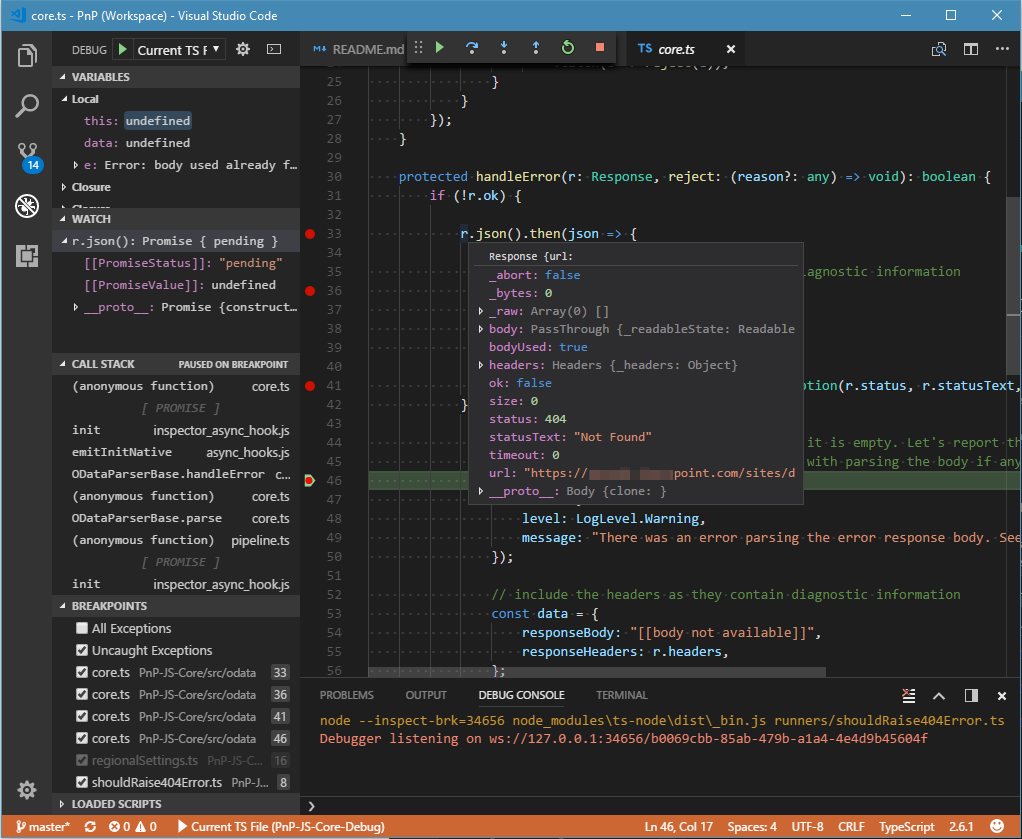 core.ts - PnP (Workspace) - Visual Studio Code
DEBUG Current TS F
README.md
TS core.ts
VARIABLES
Local
this: undefined
data: undefined
e: Error: body used already f…
Closure
WATCH
r.json(): Promise { pending }
[[PromiseStatus]]: "pending"
[[PromiseValue]]: undefined
__proto__: Promise {construct…
CALL STACK PAUSED ON BREAKPOINT
(anonymous function) core.ts
[ PROMISE ]
init inspector_async_hook.js
emitInitNative async_hooks.js
ODataParserBase.handleError c…
(anonymous function) core.ts
ODataParserBase.parse core.ts
(anonymous function) pipeline.ts
[ PROMISE ]
init inspector_async_hook.js
BREAKPOINTS
All Exceptions
Uncaught Exceptions
core.ts PnP-JS-Core/src/odata 33
core.ts PnP-JS-Core/src/odata 36
core.ts PnP-JS-Core/src/odata 41
core.ts PnP-JS-Core/src/odata 46
regionalSettings.ts PnP-JS-C… 16
shouldRaise404Error.ts PnP-J… 8
LOADED SCRIPTS
14
25 }
26 }
27 });
28 }
29
30 protected handleError(r: Response, reject: (reason?: any) => void): boolean {
31 if (!r.ok) {
32
33 r.json().then(json => {
34
35 agnostic information
36
37
38
39
40
41 ption(r.status, r.statusText,
42 }
43
44 it is empty. Let's report th
45 with parsing the body if any
46
47
48 level: LogLevel.Warning,
49 message: "There was an error parsing the error response body. See
50 });
51
52 // include the headers as they contain diagnostic information
53 const data = {
54 responseBody: "[[body not available]]",
55 responseHeaders: r.headers,
56 };
Response {url:
_abort: false
_bytes: 0
_raw: Array(0) []
body: PassThrough {_readableState: Readable
bodyUsed: true
headers: Headers {_headers: Object}
ok: false
size: 0
status: 404
statusText: "Not Found"
timeout: 0
url: "https://
point.com/sites/d
__proto__: Body {clone: }
PROBLEMS OUTPUT DEBUG CONSOLE TERMINAL
node --inspect-brk=34656 node_modules\ts-node\dist\_bin.js runners/shouldRaise404Error.ts
Debugger listening on ws://127.0.0.1:34656/b0069cbb-85ab-479b-a1a4-4e4d9b45604f
master* 0 0 Current TS File (PnP-JS-Core-Debug) Ln 46, Col 17 Spaces: 4 UTF-8 CRLF TypeScript 2.6.1